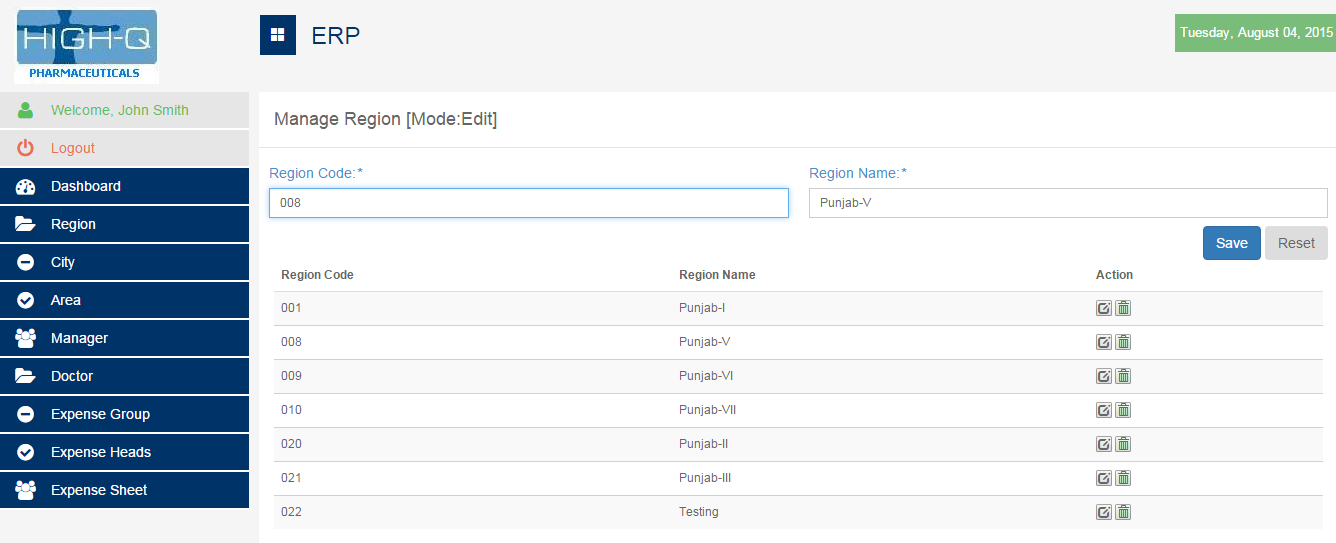 HIGH-Q
PHARMACEUTICALS
ERP
Tuesday, August 04, 2015
Welcome, John Smith
Logout
Dashboard
Region
City
Area
Manager
Doctor
Expense Group
Expense Heads
Expense Sheet
Manage Region [Mode:Edit]
Region Code:* Region Name:*
008 Punjab-V
Save Reset
Region Code Region Name Action
001 Punjab-I
008 Punjab-V
009 Punjab-VI
010 Punjab-VII
020 Punjab-II
021 Punjab-III
022 Testing